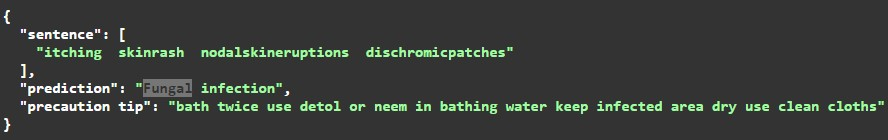 {
"sentence": [
"itching  skinrash  nodalskineruptions  dischromicpatches"
],
"prediction": "Fungal infection",
"precaution tip": "bath twice use detol or neem in bathing water keep infected area dry use clean cloths"
}